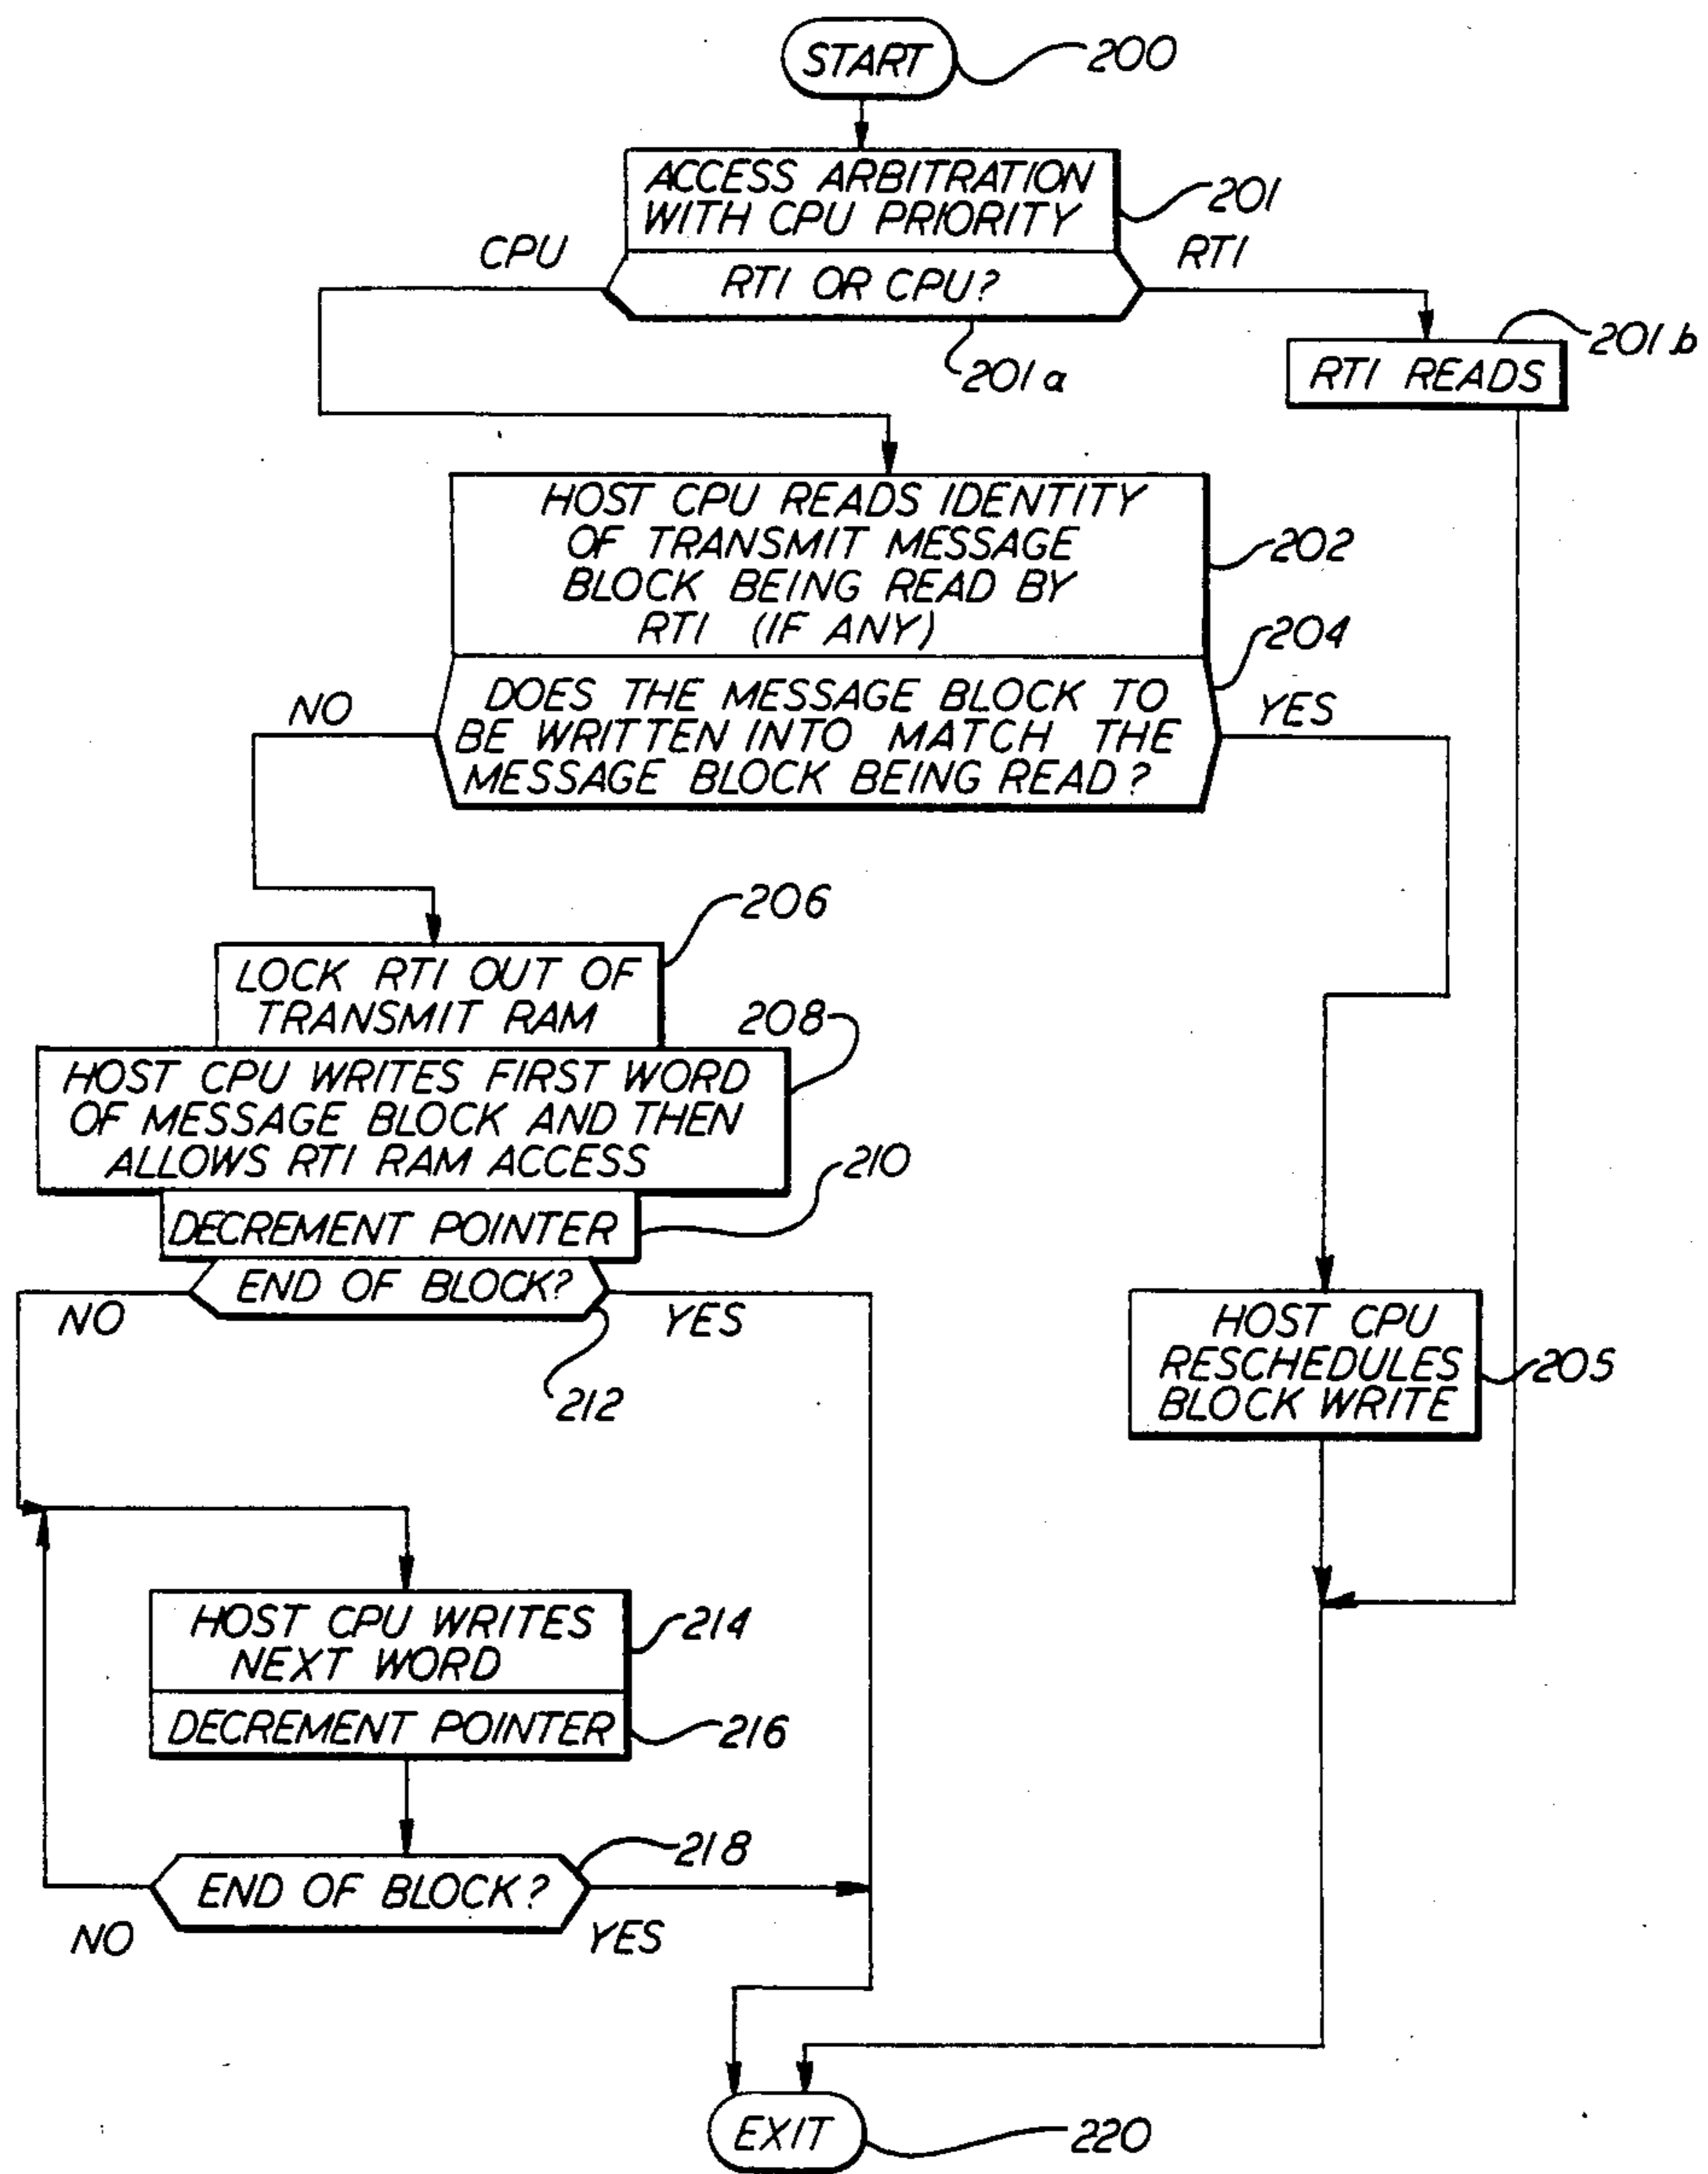 START
200
ACCESS ARBITRATION
WITH CPU PRIORITY
201
CPU
RTI
RTI OR CPU?
201a
201b
RTI READS
HOST CPU READS IDENTITY
OF TRANSMIT MESSAGE
BLOCK BEING READ BY
RTI (IF ANY)
202
204
NO
DOES THE MESSAGE BLOCK TO
BE WRITTEN INTO MATCH THE
MESSAGE BLOCK BEING READ?
YES
206
LOCK RTI OUT OF
TRANSMIT RAM
208
HOST CPU WRITES FIRST WORD
OF MESSAGE BLOCK AND THEN
ALLOWS RTI RAM ACCESS
210
DECREMENT POINTER
END OF BLOCK?
NO
YES
212
HOST CPU
RESCHEDULES
BLOCK WRITE
205
HOST CPU WRITES
NEXT WORD
214
DECREMENT POINTER
216
218
END OF BLOCK?
NO
YES
EXIT
220